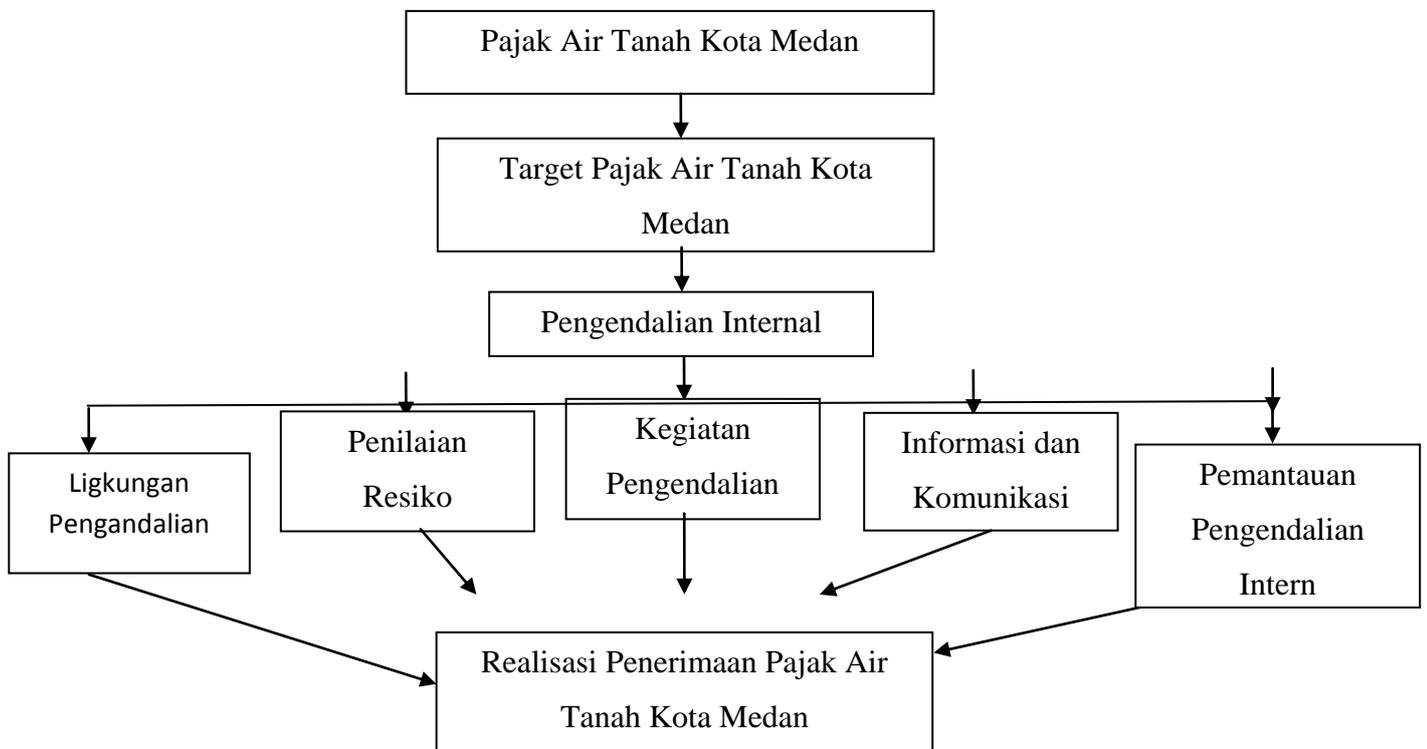 Pajak Air Tanah Kota Medan
Target Pajak Air Tanah Kota
Medan
Pengendalian Internal
Ligkungan
Pengandalian
Penilaian
Resiko
Kegiatan
Pengendalian
Informasi dan
Komunikasi
Pemantauan
Pengendalian
Intern
Realisasi Penerimaan Pajak Air
Tanah Kota Medan